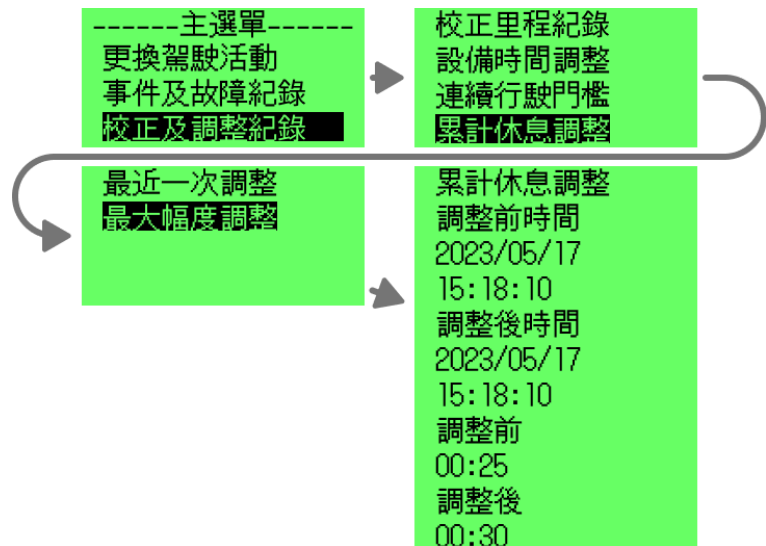 ------主選單------
更換駕駛活動
事件及故障紀錄
校正及調整紀錄
校正里程紀錄
設備時間調整
連續行駛門檻
累計休息調整
最近一次調整
最大幅度調整
累計休息調整
調整前時間
2023/05/17
15:18:10
調整後時間
2023/05/17
15:18:10
調整前
00:25
調整後
00:30